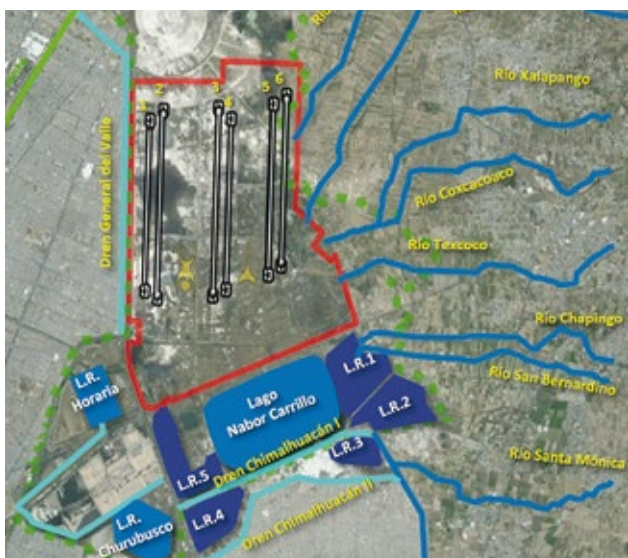 Río Xalapango
2
6
3
5
1
4
Dren General del Valle
Río Coxcacoaco
Río Texcoco
Río Chapingo
L.R.1
Río San Bernardino
L.R.
Horaria
Lago
Nabor Carrillo
L.R.2
L.R.3
Dren Chimalhuacán I
Río Santa Mónica
L.R.5
L.R.4
Dren Chimalhuacán II
L.R.
Churubusco